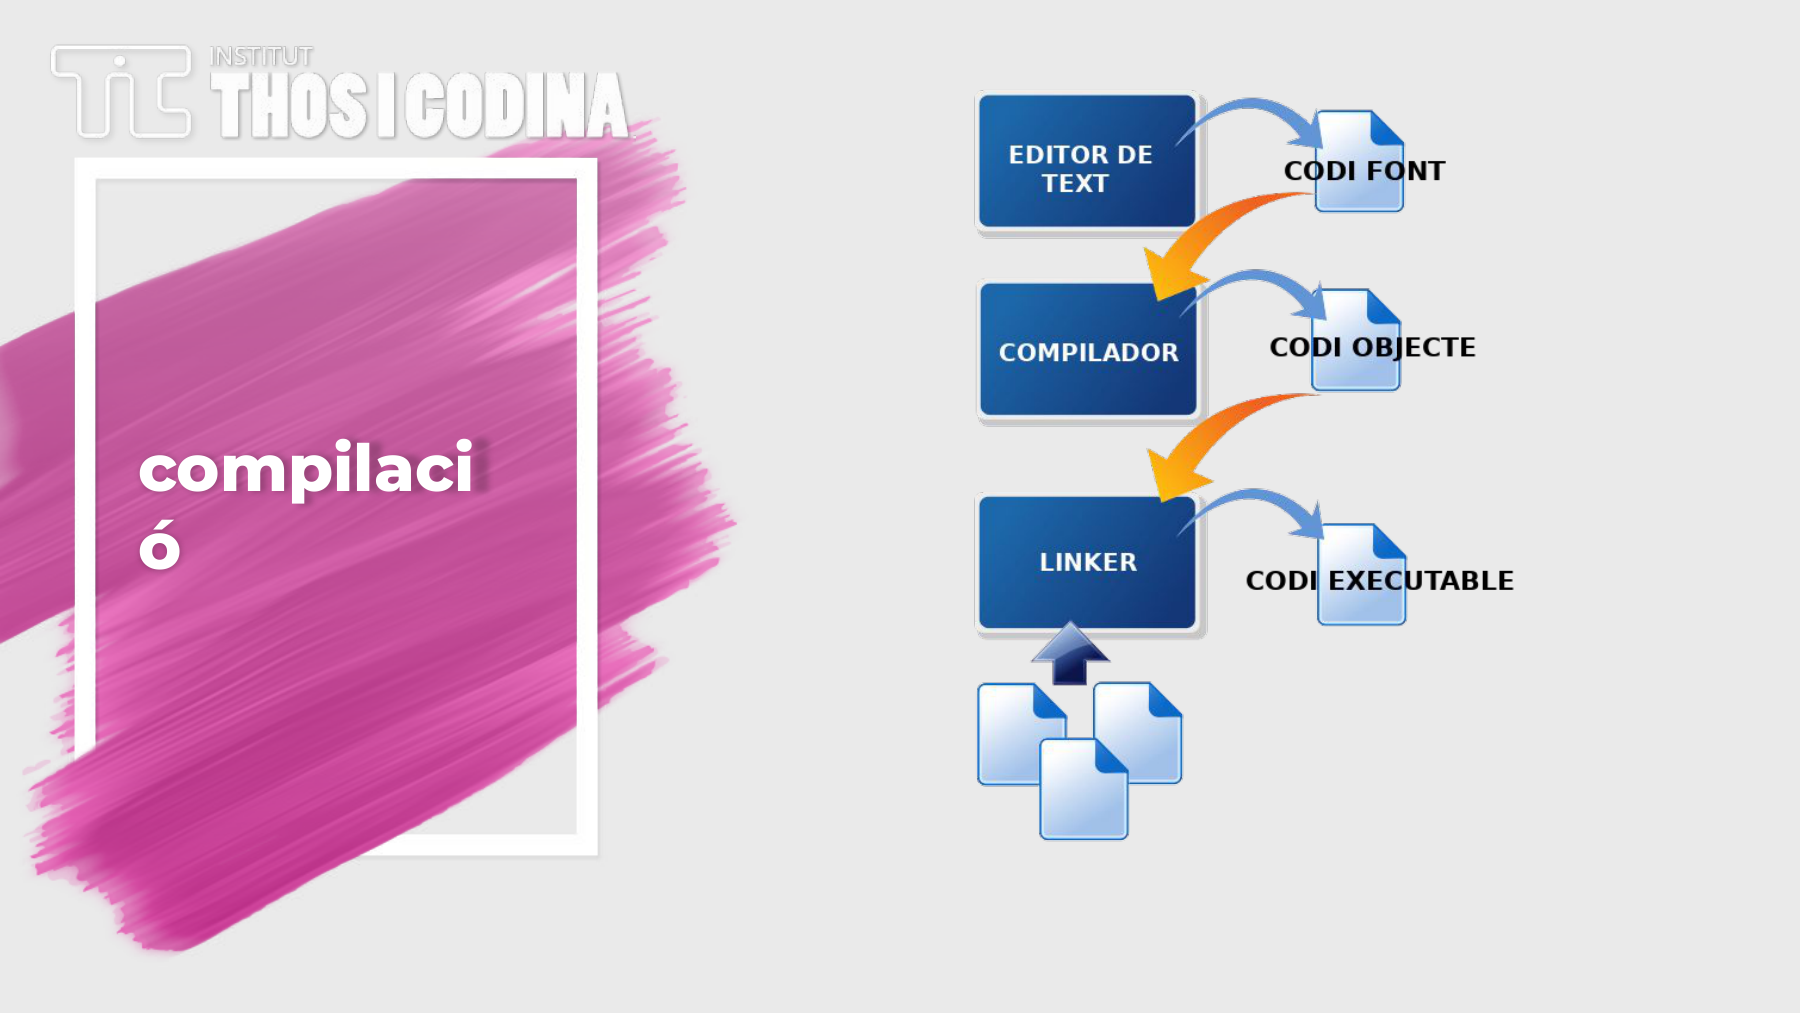 INSTITUT
THOS I CODINA
compilaci
ó
EDITOR DE
TEXT
CODI FONT
COMPILADOR
CODI OBJECTE
LINKER
CODI EXECUTABLE